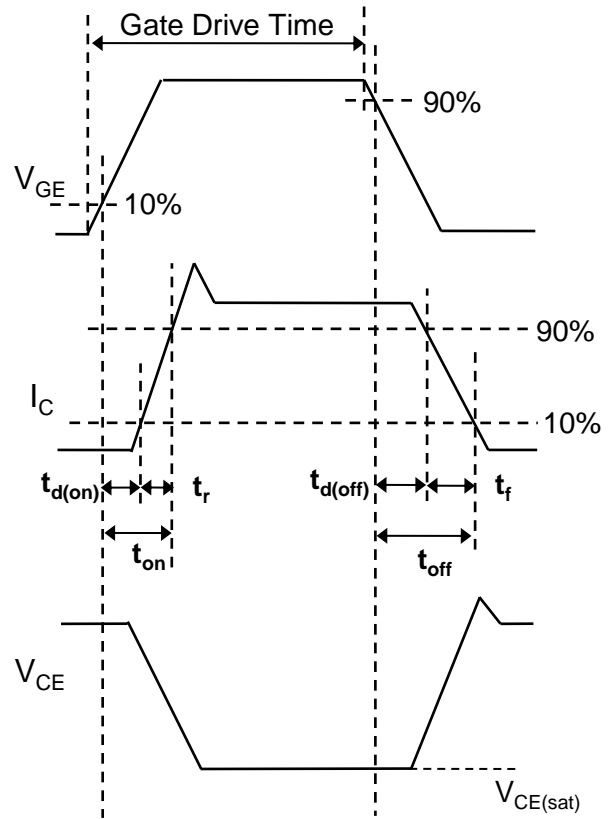 Gate Drive Time
90%
V_GE
10%
90%
I_C
10%
t_d(on)
t_r
t_d(off)
t_f
t_on
t_off
V_CE
V_CE(sat)